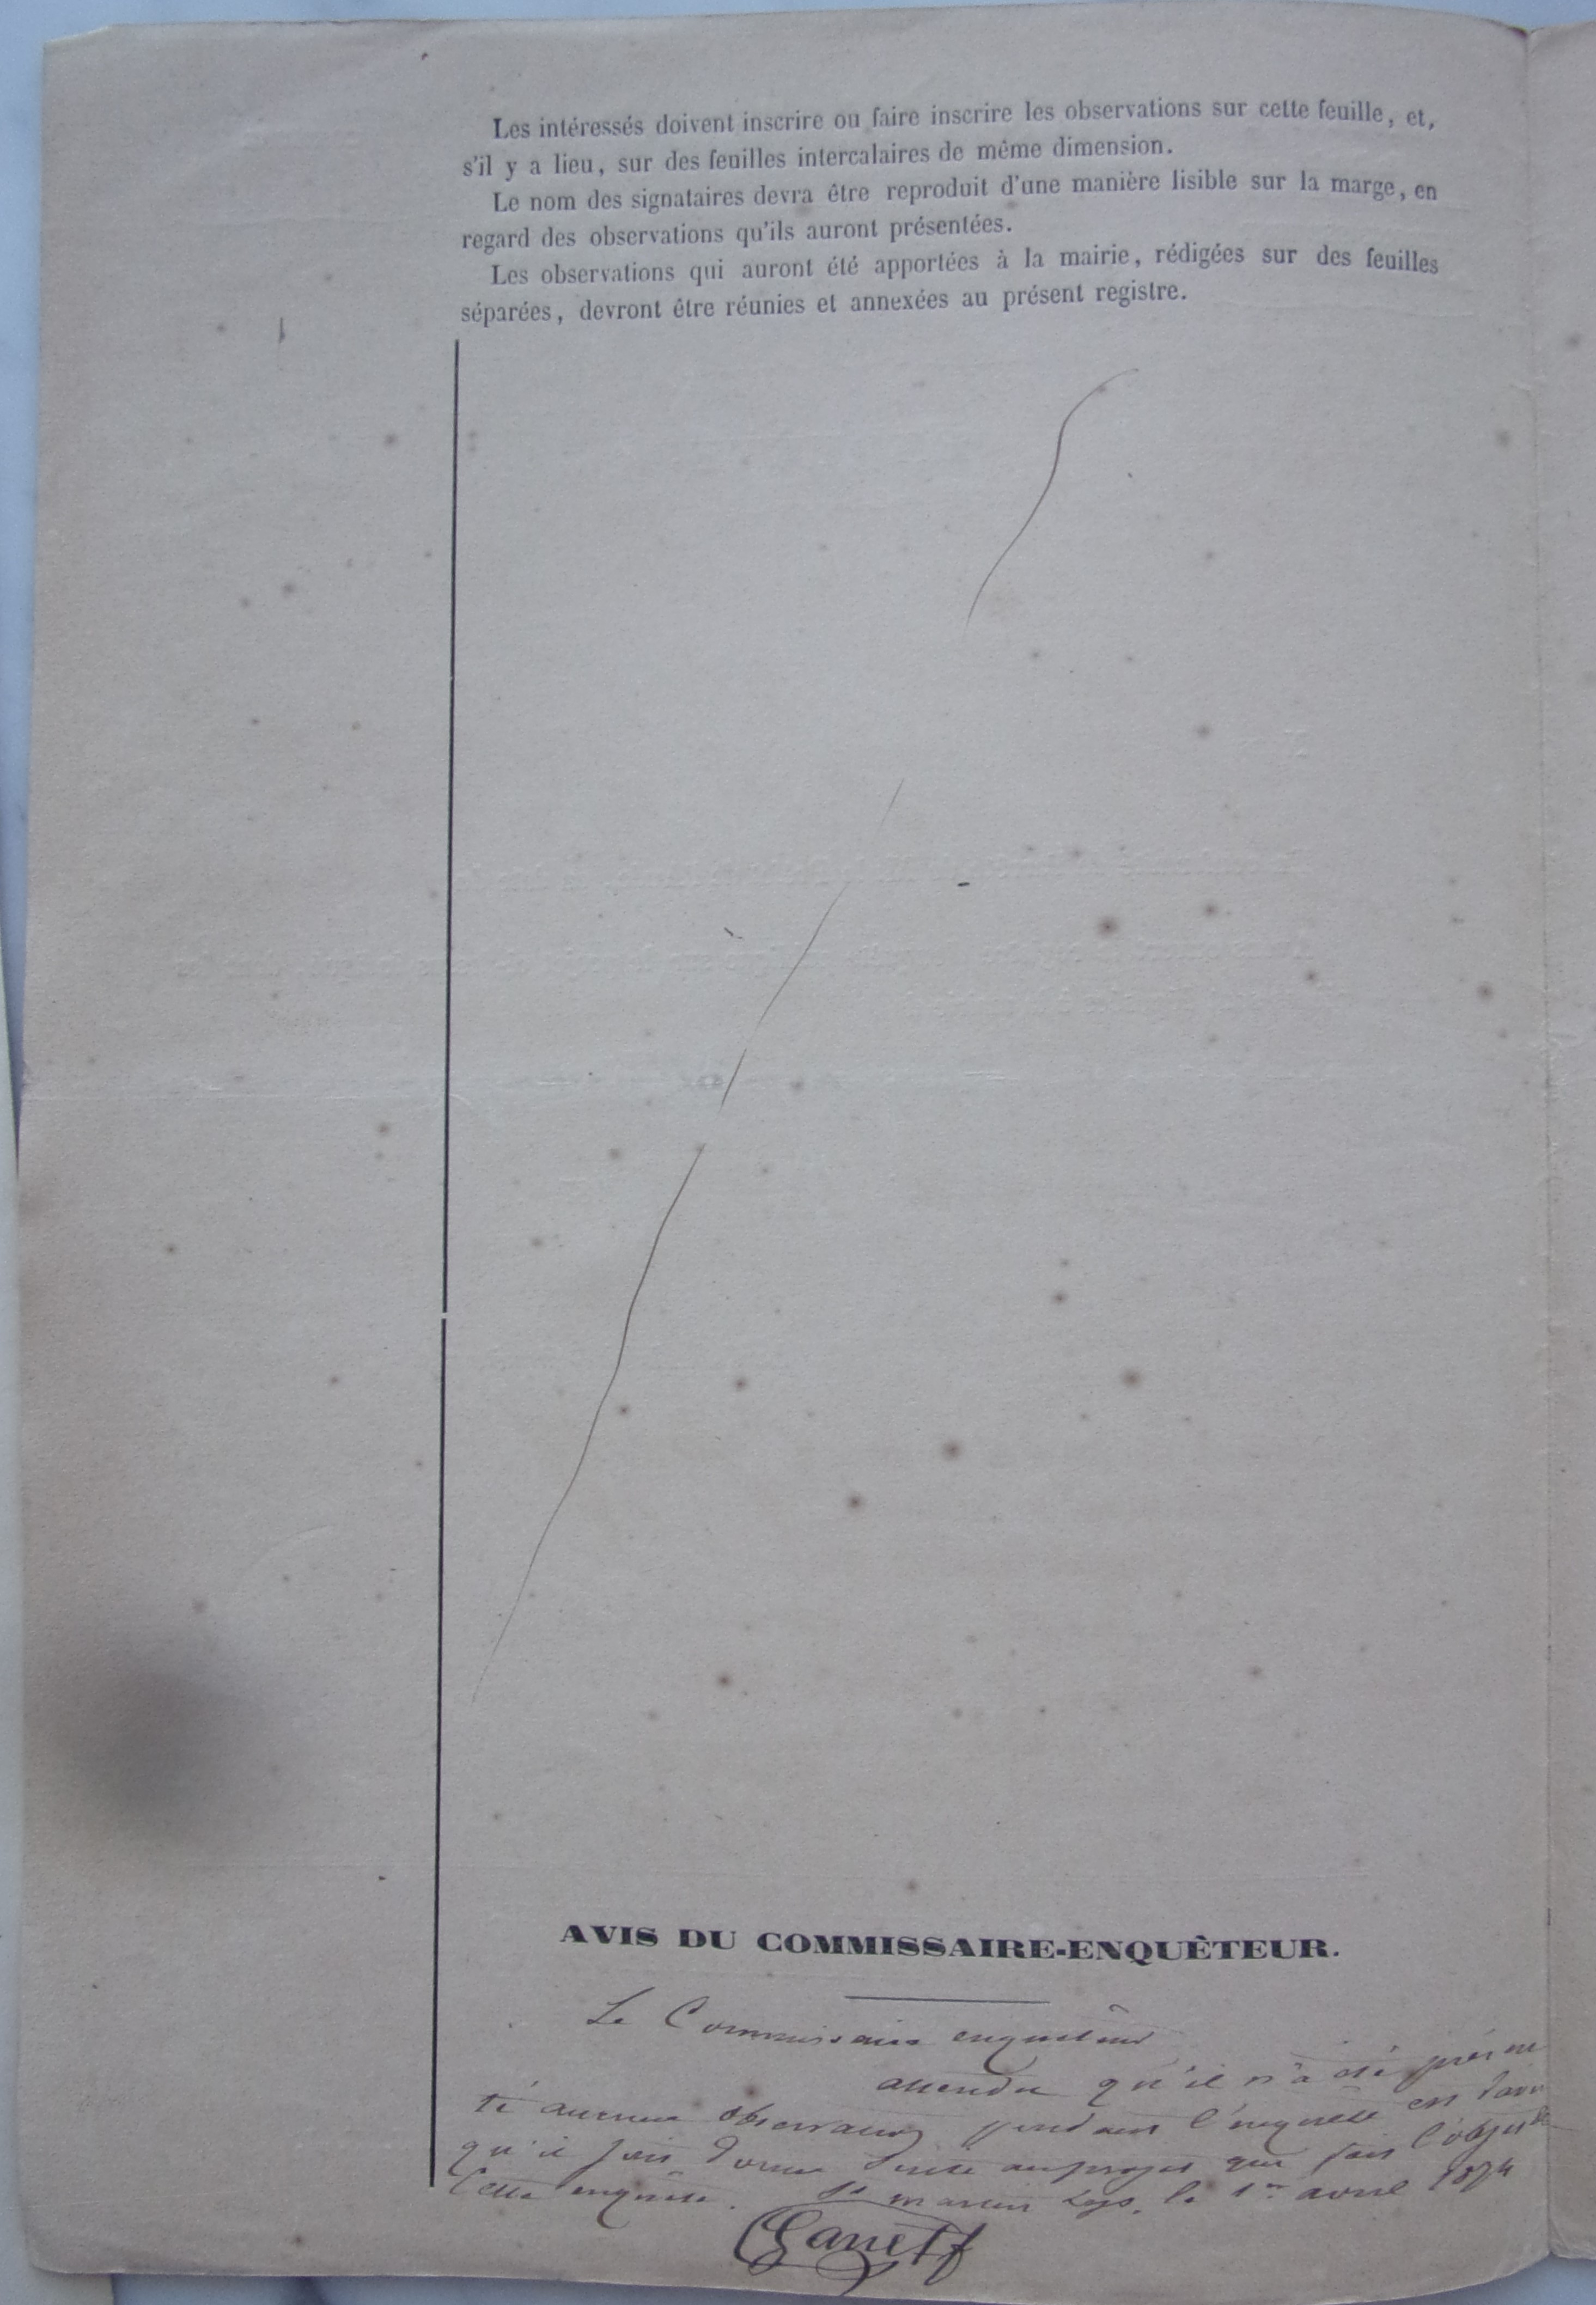 Les intéressés doivent inscrire ou faire inscrire les observations sur cette feuille, et,
s'il y a lieu, sur des feuilles intercalaires de même dimension.
Le nom des signataires devra être reproduit d'une manière lisible sur la marge, en
regard des observations qu'ils auront présentées.
Les observations qui auront été apportées à la mairie, rédigées sur des feuilles
séparées, devront être réunies et annexées au présent registre.
AVIS DU COMMISSAIRE-ENQUÊTEUR.
Le Commissaire enquêteur
attendu qu'il n'a été présen
té aucune observation pendant l'enquête est d'avis
qu'il soit donné suite au projet qui fait l'objet de
Cette enquête. St martin Lys, le 1er avril 1874